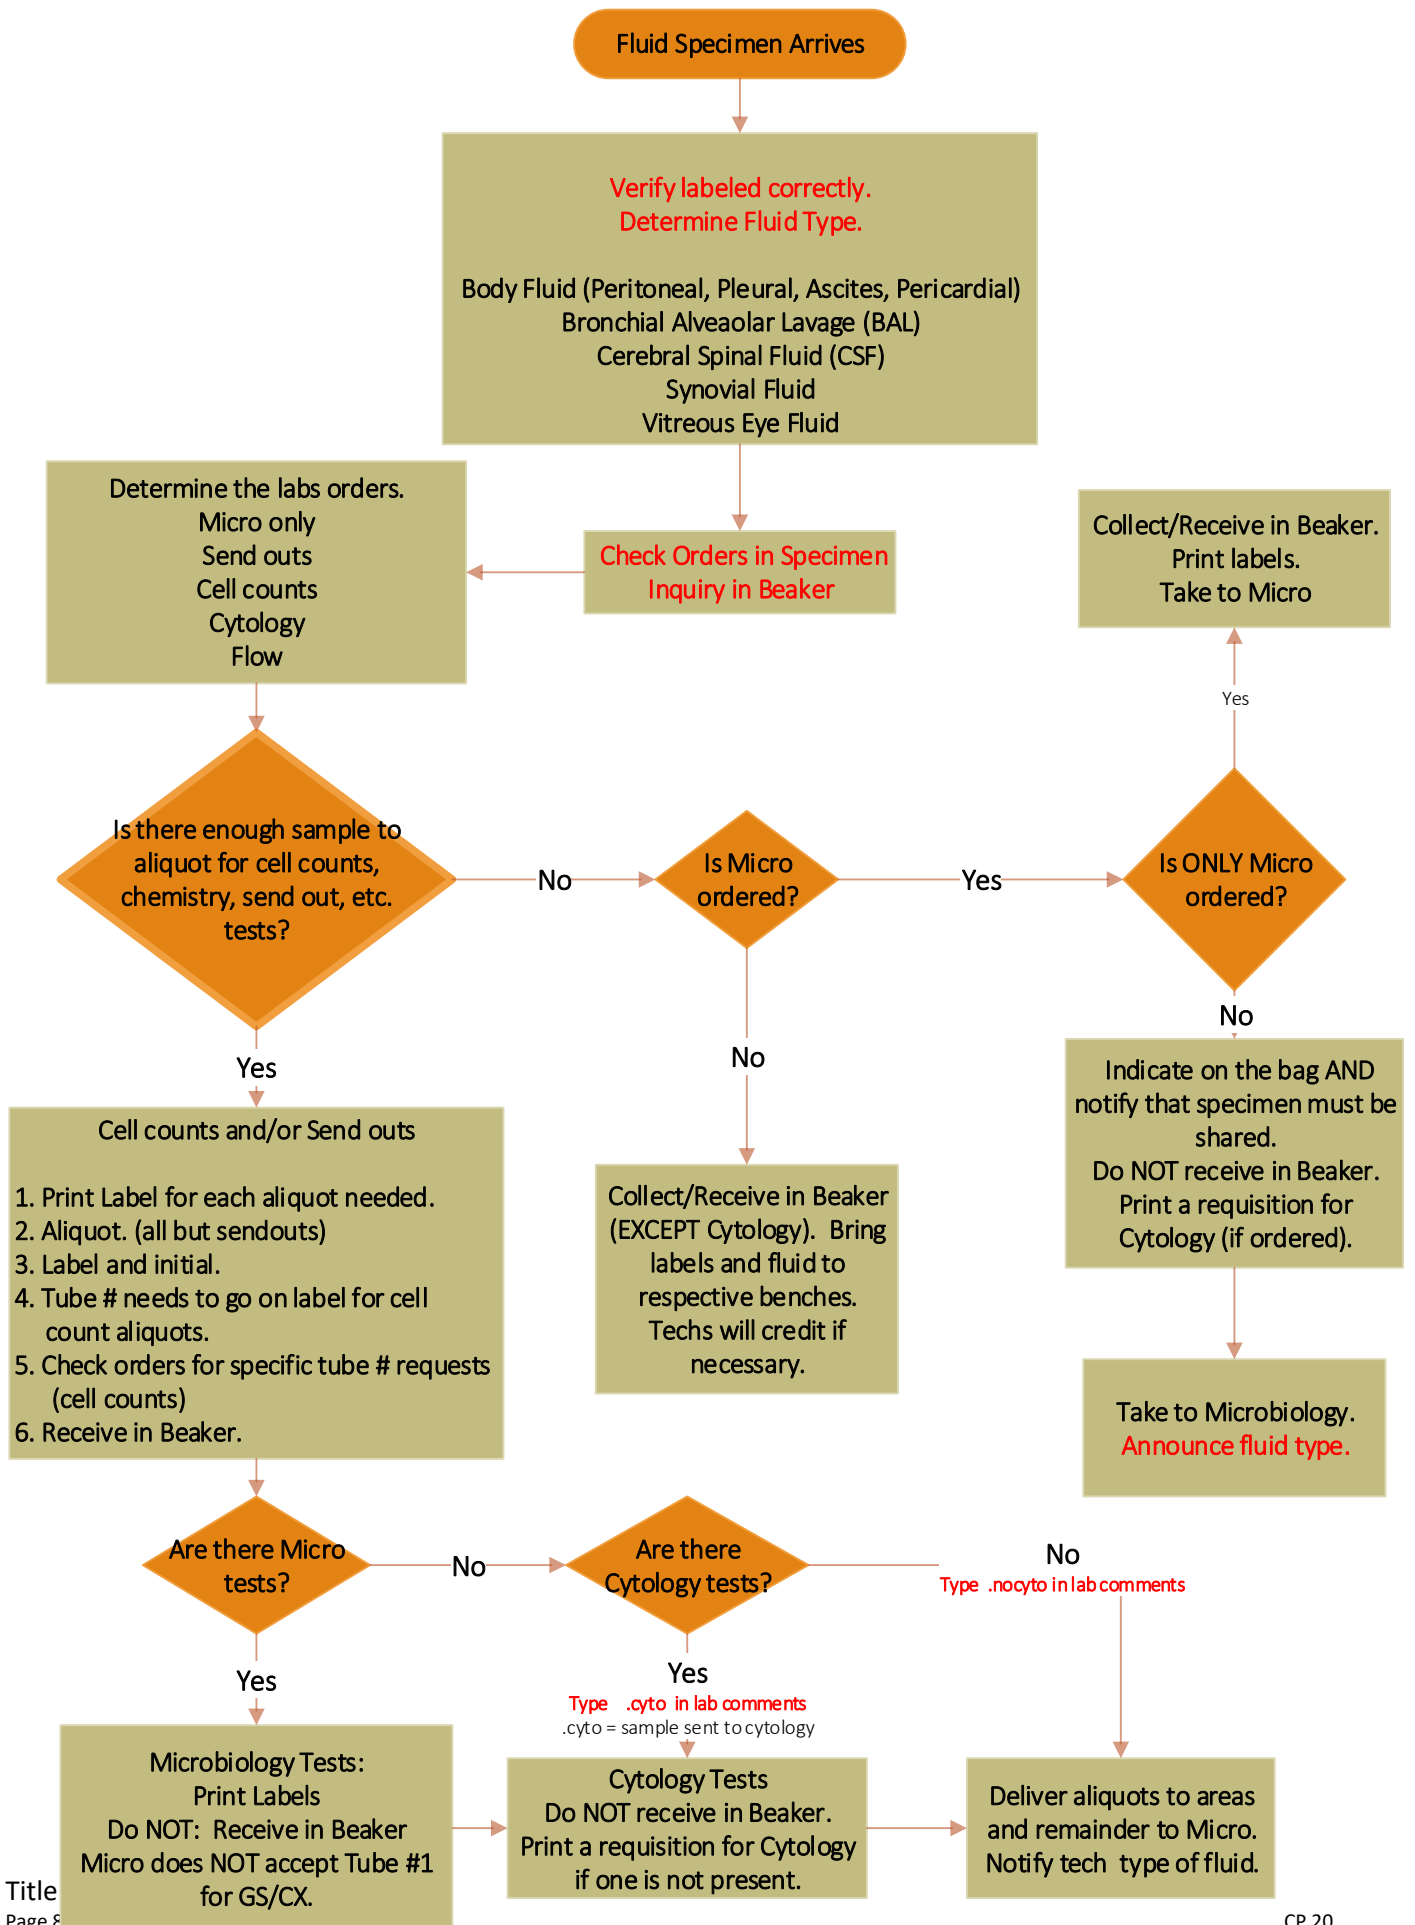 Fluid Specimen Arrives
Verify labeled correctly.
Determine Fluid Type.
Body Fluid (Peritoneal, Pleural, Ascites, Pericardial)
Bronchial Alveaolar Lavage (BAL)
Cerebral Spinal Fluid (CSF)
Synovial Fluid
Vitreous Eye Fluid
Check Orders in Specimen
Inquiry in Beaker
Determine the labs orders.
Micro only
Send outs
Cell counts
Cytology
Flow
Collect/Receive in Beaker.
Print labels.
Take to Micro
Yes
Is there enough sample to
aliquot for cell counts,
chemistry, send out, etc.
tests?
No
Is Micro
ordered?
Yes
Is ONLY Micro
ordered?
No
Indicate on the bag AND
notify that specimen must be
shared.
Do NOT receive in Beaker.
Print a requisition for
Cytology (if ordered).
Take to Microbiology.
Announce fluid type.
No
Collect/Receive in Beaker
(EXCEPT Cytology).  Bring
labels and fluid to
respective benches.
Techs will credit if
necessary.
Yes
Cell counts and/or Send outs
1. Print Label for each aliquot needed.
2. Aliquot. (all but sendouts)
3. Label and initial.
4. Tube # needs to go on label for cell
count aliquots.
5. Check orders for specific tube # requests
(cell counts)
6. Receive in Beaker.
Are there Micro
tests?
No
Are there
Cytology tests?
No
Type .nocyto in lab comments
Yes
Yes
Type .cyto in lab comments
.cyto = sample sent to cytology
Microbiology Tests:
Print Labels
Do NOT:  Receive in Beaker
Micro does NOT accept Tube #1
for GS/CX.
Cytology Tests
Do NOT receive in Beaker.
Print a requisition for Cytology
if one is not present.
Deliver aliquots to areas
and remainder to Micro.
Notify tech type of fluid.
Title
Page 8
CP 20